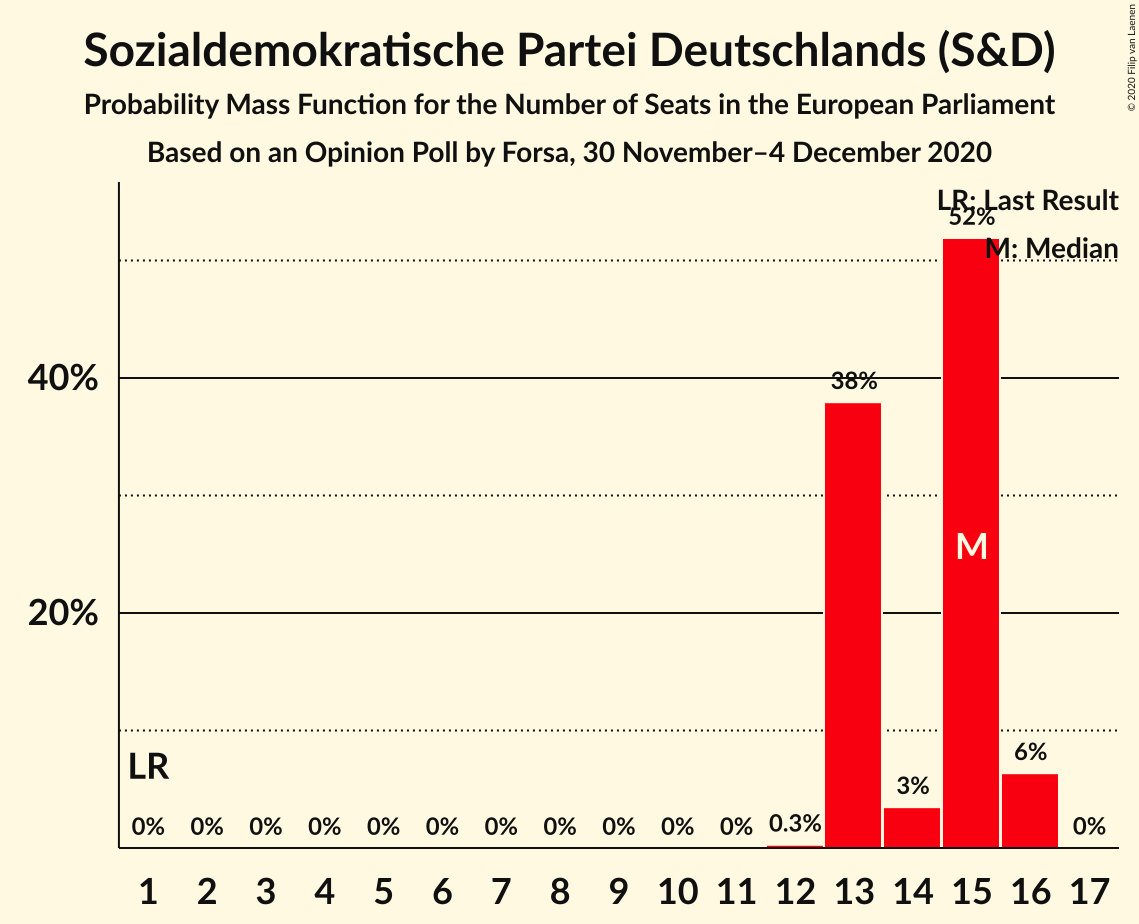 Sozialdemokratische Partei Deutschlands (S&D)
Probability Mass Function for the Number of Seats in the European Parliament
Based on an Opinion Poll by Forsa, 30 November–4 December 2020
© 2020 Filip van Laenen
LR: Last Result
M: Median
52%
40%
38%
M
20%
LR
6%
3%
0% 0% 0% 0% 0% 0% 0% 0% 0% 0% 0% 0.3% 0%
1 2 3 4 5 6 7 8 9 10 11 12 13 14 15 16 17